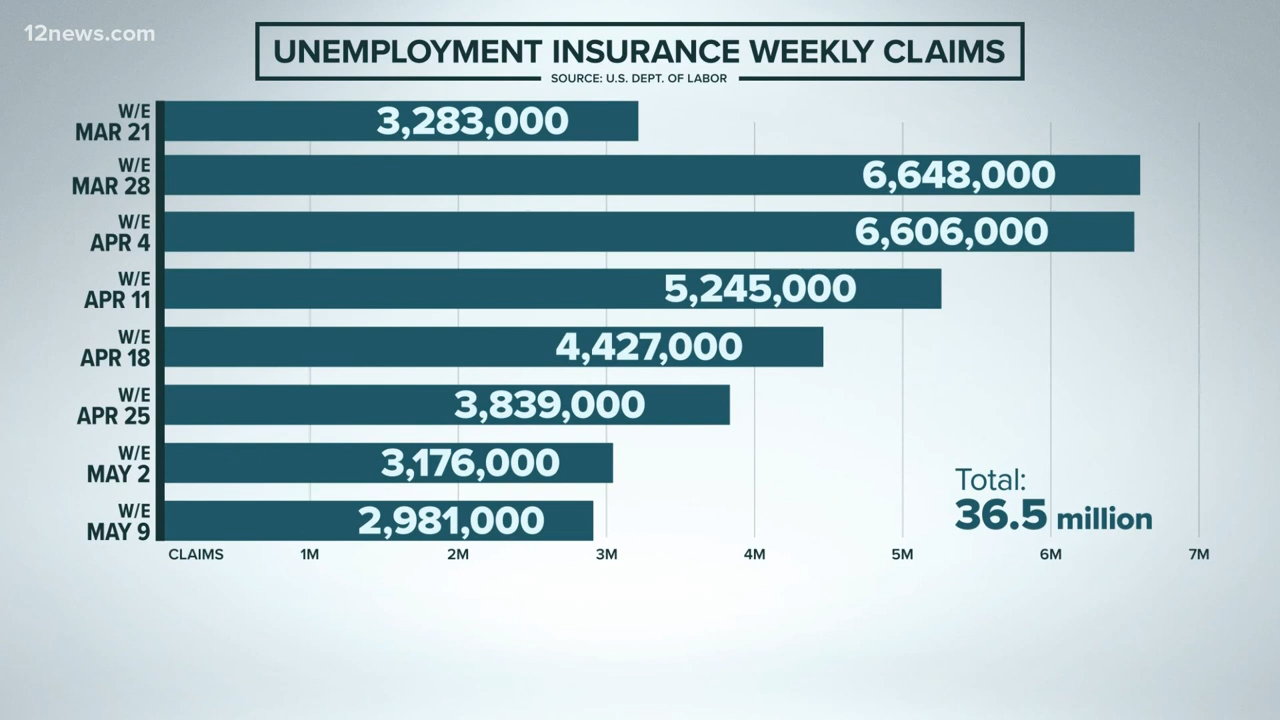 12news.com
UNEMPLOYMENT INSURANCE WEEKLY CLAIMS
SOURCE: U.S. DEPT. OF LABOR
W/E
MAR 21
3,283,000
W/E
MAR 28
6,648,000
W/E
APR 4
6,606,000
W/E
APR 11
5,245,000
W/E
APR 18
4,427,000
W/E
APR 25
3,839,000
W/E
MAY 2
3,176,000
W/E
MAY 9
2,981,000
Total:
36.5 million
CLAIMS 1M 2M 3M 4M 5M 6M 7M